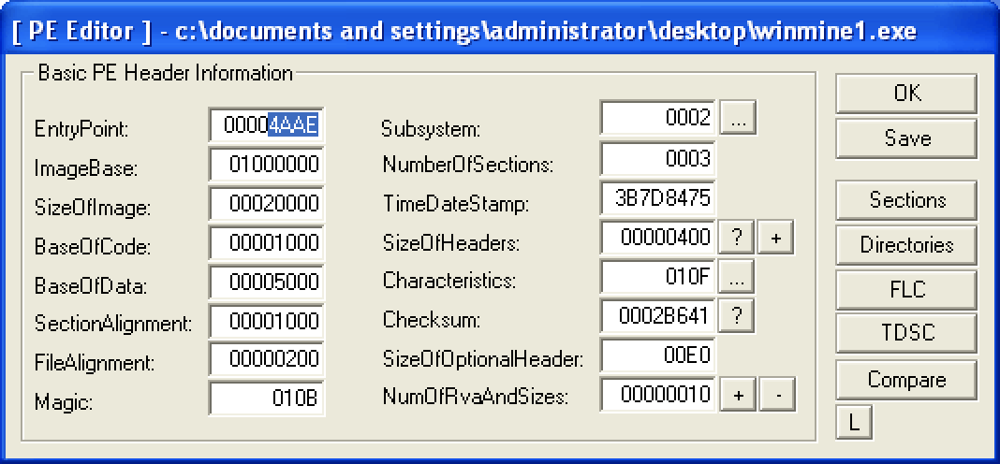 [ PE Editor ] - c:\documents and settings\administrator\desktop\winmine1.exe
Basic PE Header Information
EntryPoint: 00004AAE Subsystem: 0002 ...
ImageBase: 01000000 NumberOfSections: 0003
SizeOfImage: 00020000 TimeDateStamp: 3B7D8475
BaseOfCode: 00001000 SizeOfHeaders: 00000400 ? +
BaseOfData: 00005000 Characteristics: 010F ...
SectionAlignment: 00001000 Checksum: 0002B641 ?
FileAlignment: 00000200 SizeOfOptionalHeader: 00E0
Magic: 010B NumOfRvaAndSizes: 00000010 + -
OK
Save
Sections
Directories
FLC
TDSC
Compare
L